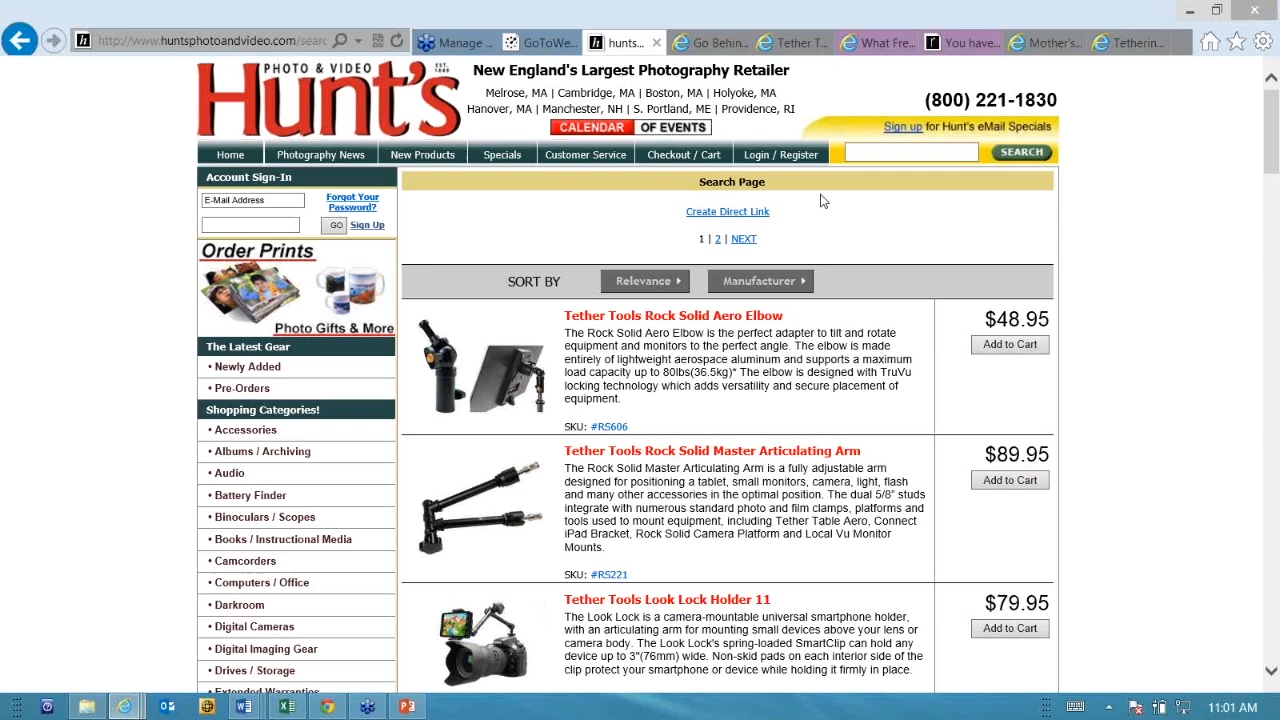 http://www.huntsphotoandvideo.com/searc
Manage ...
GoToWe...
hunts...
Go Behin...
Tether T...
What Fre...
You have...
Mother's...
Tetherin...
PHOTO & VIDEO
EST. 1889
Hunt's
New England's Largest Photography Retailer
Melrose, MA | Cambridge, MA | Boston, MA | Holyoke, MA
Hanover, MA | Manchester, NH | S. Portland, ME | Providence, RI
CALENDAR OF EVENTS
(800) 221-1830
Sign up for Hunt's eMail Specials
Home
Photography News
New Products
Specials
Customer Service
Checkout / Cart
Login / Register
SEARCH
Account Sign-In
E-Mail Address
Forgot Your
Password?
GO
Sign Up
Order Prints
Photo Gifts & More
The Latest Gear
• Newly Added
• Pre-Orders
Shopping Categories!
• Accessories
• Albums / Archiving
• Audio
• Battery Finder
• Binoculars / Scopes
• Books / Instructional Media
• Camcorders
• Computers / Office
• Darkroom
• Digital Cameras
• Digital Imaging Gear
• Drives / Storage
• Extended Warranties
Search Page
Create Direct Link
1 | 2 | NEXT
SORT BY
Relevance
Manufacturer
Tether Tools Rock Solid Aero Elbow
The Rock Solid Aero Elbow is the perfect adapter to tilt and rotate
equipment and monitors to the perfect angle. The elbow is made
entirely of lightweight aerospace aluminum and supports a maximum
load capacity up to 80lbs(36.5kg)* The elbow is designed with TruVu
locking technology which adds versatility and secure placement of
equipment.
SKU: #RS606
$48.95
Add to Cart
Tether Tools Rock Solid Master Articulating Arm
The Rock Solid Master Articulating Arm is a fully adjustable arm
designed for positioning a tablet, small monitors, camera, light, flash
and many other accessories in the optimal position. The dual 5/8" studs
integrate with numerous standard photo and film clamps, platforms and
tools used to mount equipment, including Tether Table Aero, Connect
iPad Bracket, Rock Solid Camera Platform and Local Vu Monitor
Mounts.
SKU: #RS221
$89.95
Add to Cart
Tether Tools Look Lock Holder 11
The Look Lock is a camera-mountable universal smartphone holder,
with an articulating arm for mounting small devices above your lens or
camera body. The Look Lock's spring-loaded SmartClip can hold any
device up to 3"(76mm) wide. Non-skid pads on each interior side of the
clip protect your smartphone or device while holding it firmly in place.
$79.95
Add to Cart
11:01 AM